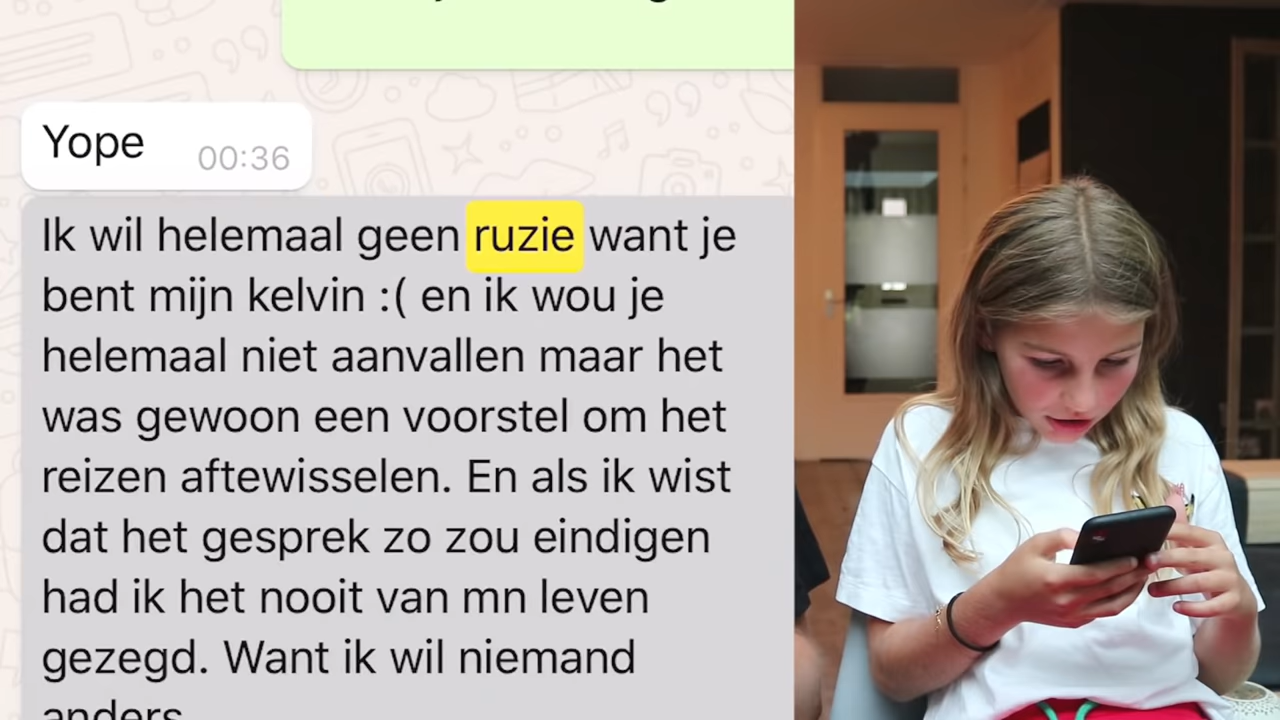 Yope
00:36
Ik wil helemaal geen ruzie want je
bent mijn kelvin :( en ik wou je
helemaal niet aanvallen maar het
was gewoon een voorstel om het
reizen aftewisselen. En als ik wist
dat het gesprek zo zou eindigen
had ik het nooit van mn leven
gezegd. Want ik wil niemand
anders